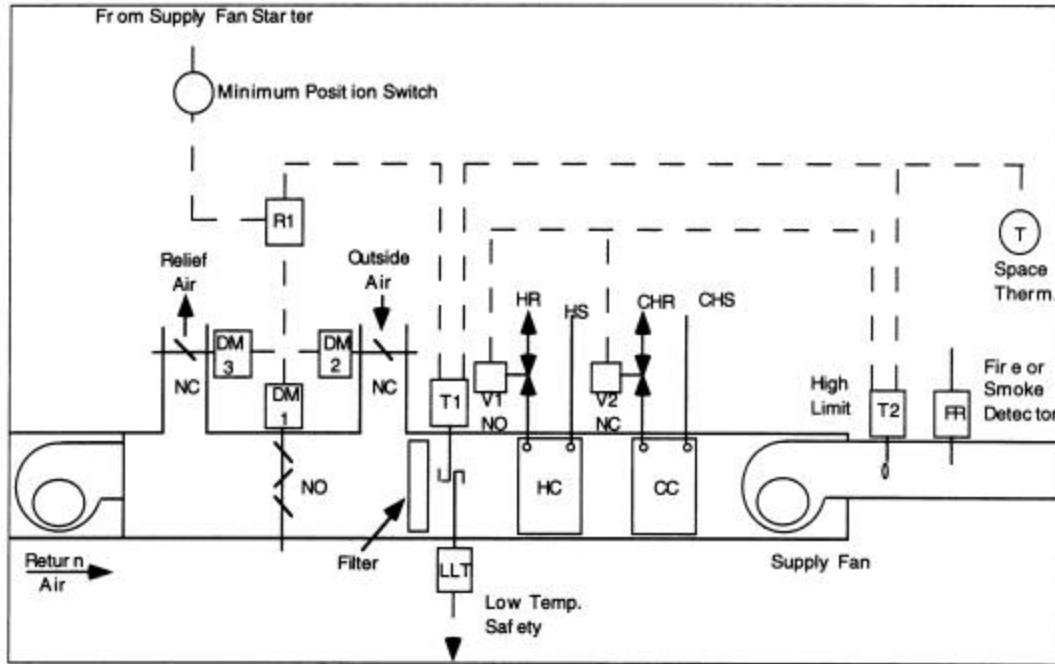 From Supply Fan Starter
Minimum Position Switch
R1
Relief
Air
Outside
Air
T
Space
Therm.
HR
HS
CHR
CHS
DM
3
DM
2
DM
1
NC
NC
T1
V1
NO
V2
NC
High
Limit
T2
FR
Fire or
Smoke
Detector
NO
HC
CC
Return
Air
Filter
LLT
Supply Fan
Low Temp.
Safety